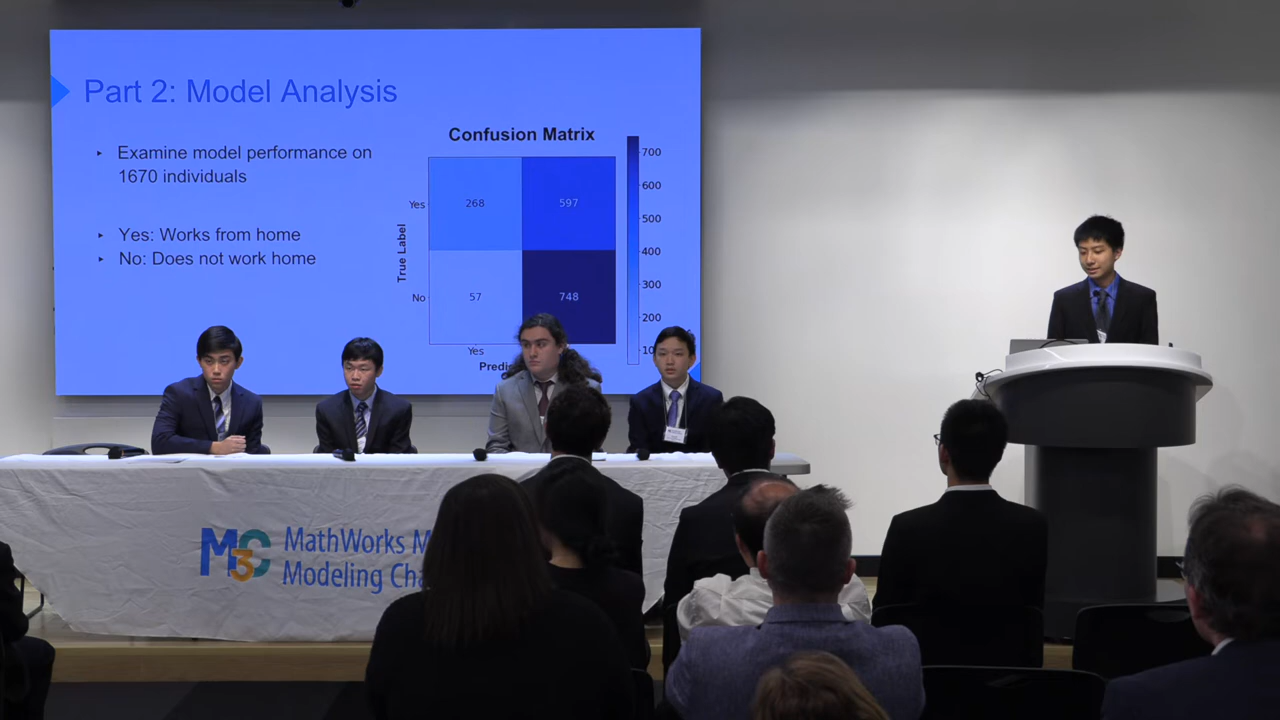 Part 2: Model Analysis
Examine model performance on
1670 individuals
Yes: Works from home
No: Does not work home
Confusion Matrix
True Label
Yes
268
597
No
57
748
Yes
700
600
500
400
300
200
M3C
MathWorks
Modeling